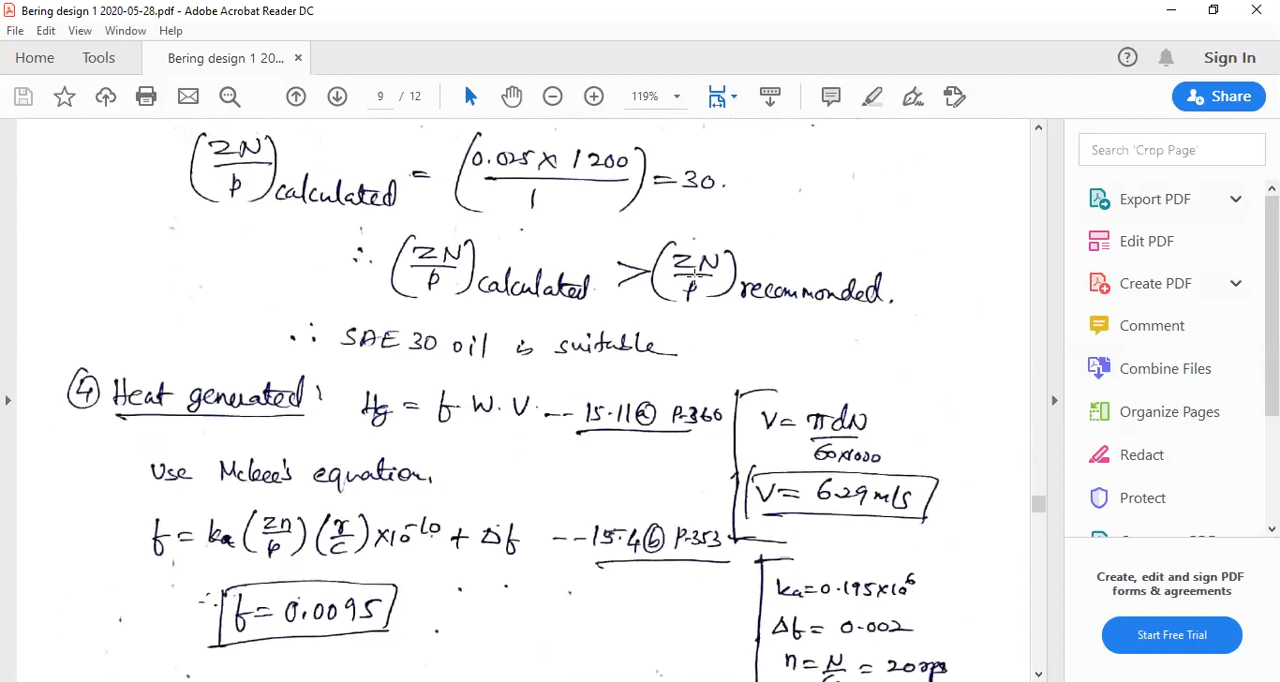 Bering design 1 2020-05-28.pdf - Adobe Acrobat Reader DC
File Edit View Window Help
Home Tools Bering design 1 20... ×
? Sign In
9 / 12 119% Share
(ZN/p)calculated = (0.025 × 1200 / 1) = 30.
∴ (ZN/p)calculated > (ZN/p)recommonded.
∴ SAE 30 oil is suitable
④ Heat generated: Hg = f. W. V. --- 15.11ⓐ P-360
V = πdN / 60×1000
V = 6.29 m/s
Use Mckee's equation.
f = ka (Zn/p) (r/c) × 10^-10 + Δf --- 15.4ⓑ P-353
ka = 0.195×10^6
∴ f = 0.0095
Δf = 0.002
n = N/ = 20 rps
Search 'Crop Page'
Export PDF
Edit PDF
Create PDF
Comment
Combine Files
Organize Pages
Redact
Protect
Create, edit and sign PDF
forms & agreements
Start Free Trial